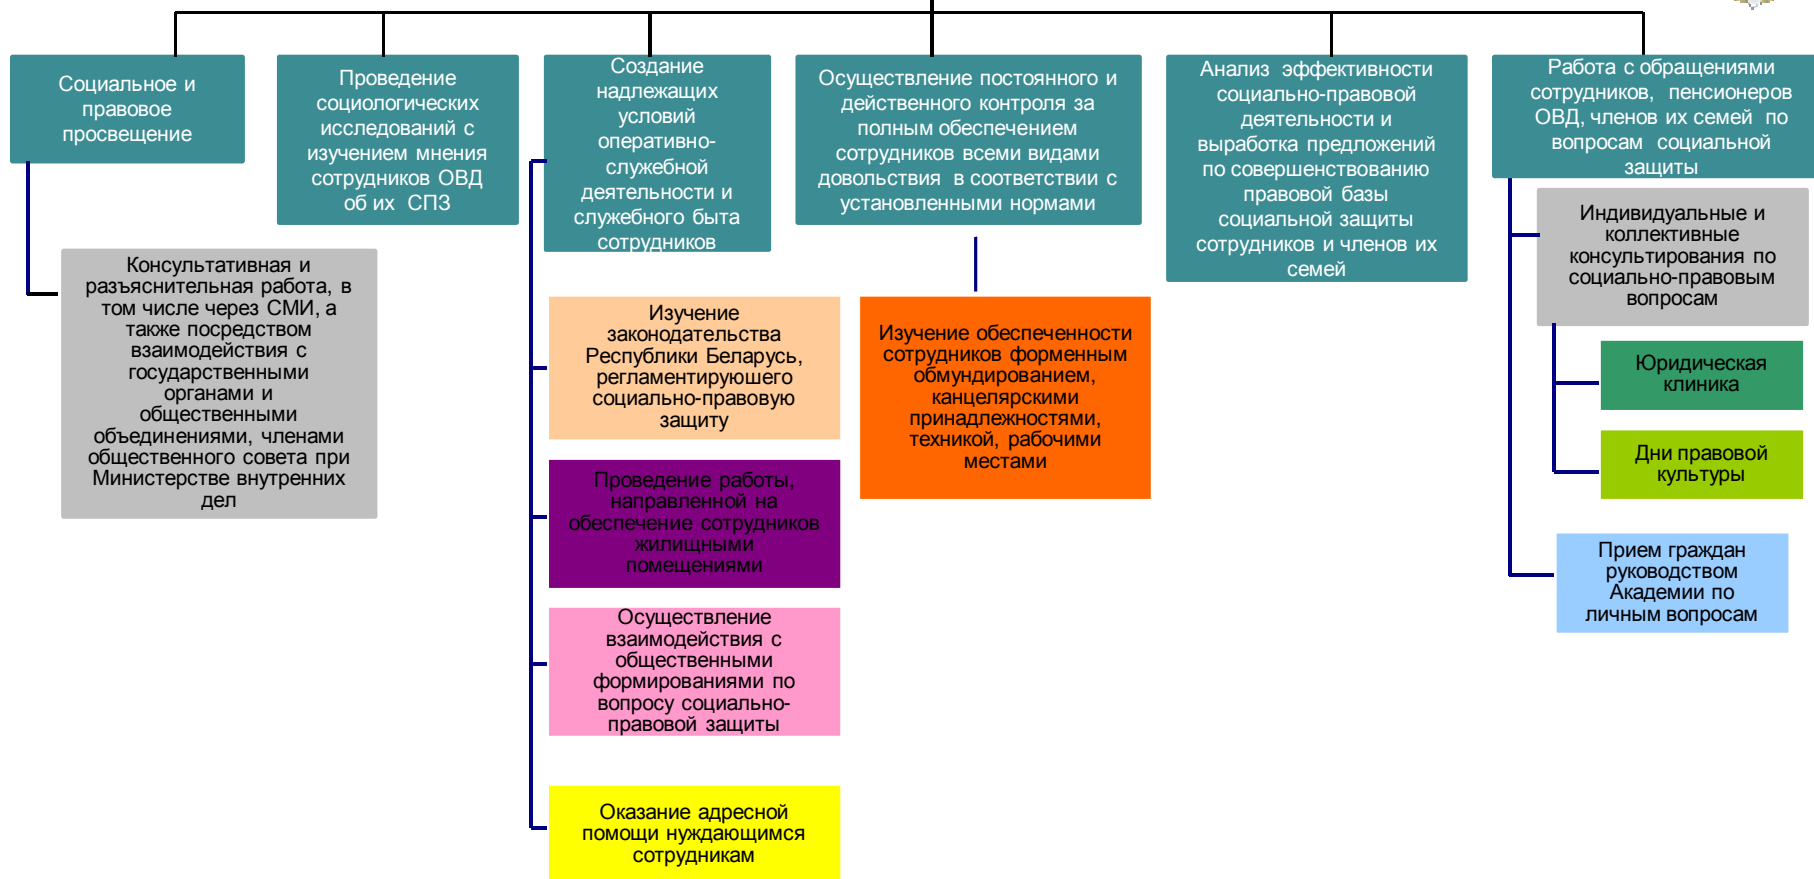 Социальное и
правовое
просвещение
Проведение
социологических
исследований с
изучением мнения
сотрудников ОВД
об их СПЗ
Создание
надлежащих
условий
оперативно-
служебной
деятельности и
служебного быта
сотрудников
Осуществление постоянного и
действенного контроля за
полным обеспечением
сотрудников всеми видами
довольствия в соответствии с
установленными нормами
Анализ эффективности
социально-правовой
деятельности и
выработка предложений
по совершенствованию
правовой базы
социальной защиты
сотрудников и членов их
семей
Работа с обращениями
сотрудников, пенсионеров
ОВД, членов их семей по
вопросам социальной
защиты
Консультативная и
разъяснительная работа, в
том числе через СМИ, а
также посредством
взаимодействия с
государственными
органами и
общественными
объединениями, членами
общественного совета при
Министерстве внутренних
дел
Изучение
законодательства
Республики Беларусь,
регламентируюшего
социально-правовую
защиту
Проведение работы,
направленной на
обеспечение сотрудников
жилищными
помещениями
Осуществление
взаимодействия с
общественными
формированиями по
вопросу социально-
правовой защиты
Оказание адресной
помощи нуждающимся
сотрудникам
Изучение обеспеченности
сотрудников форменным
обмундированием,
канцелярскими
принадлежностями,
техникой, рабочими
местами
Индивидуальные и
коллективные
консультирования по
социально-правовым
вопросам
Юридическая
клиника
Дни правовой
культуры
Прием граждан
руководством
Академии по
личным вопросам